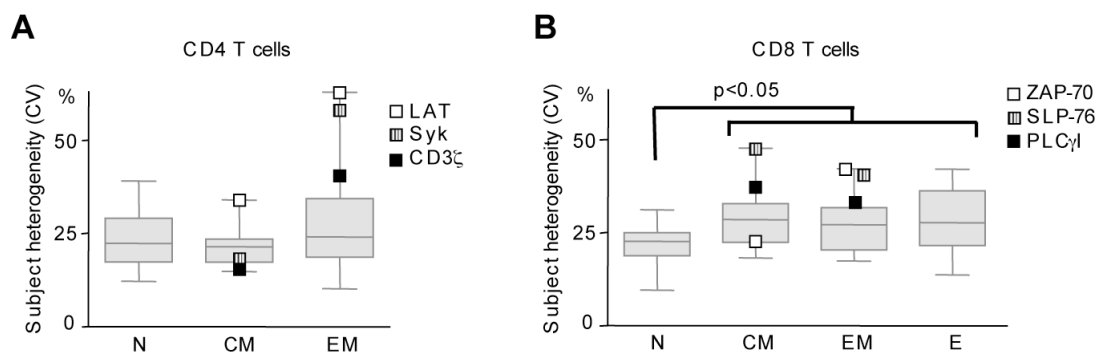 A
CD4 T cells
Subject heterogeneity (CV)
%
50
25
0
N CM EM
LAT
Syk
CD3ζ
B
CD8 T cells
Subject heterogeneity (CV)
%
50
25
0
p<0.05
N CM EM E
ZAP-70
SLP-76
PLCγI